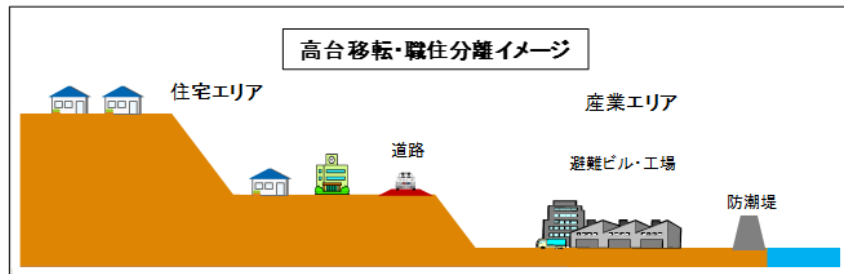 高台移転・職住分離イメージ
住宅エリア
産業エリア
道路
避難ビル・工場
防潮堤